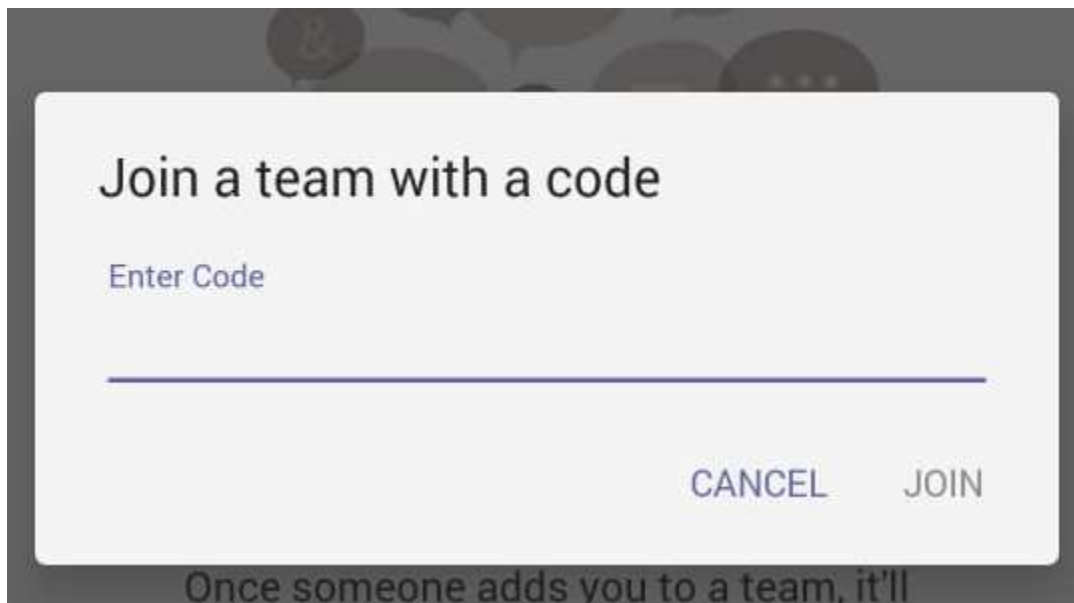 &
Join a team with a code
Enter Code
CANCEL JOIN
Once someone adds you to a team, it'll